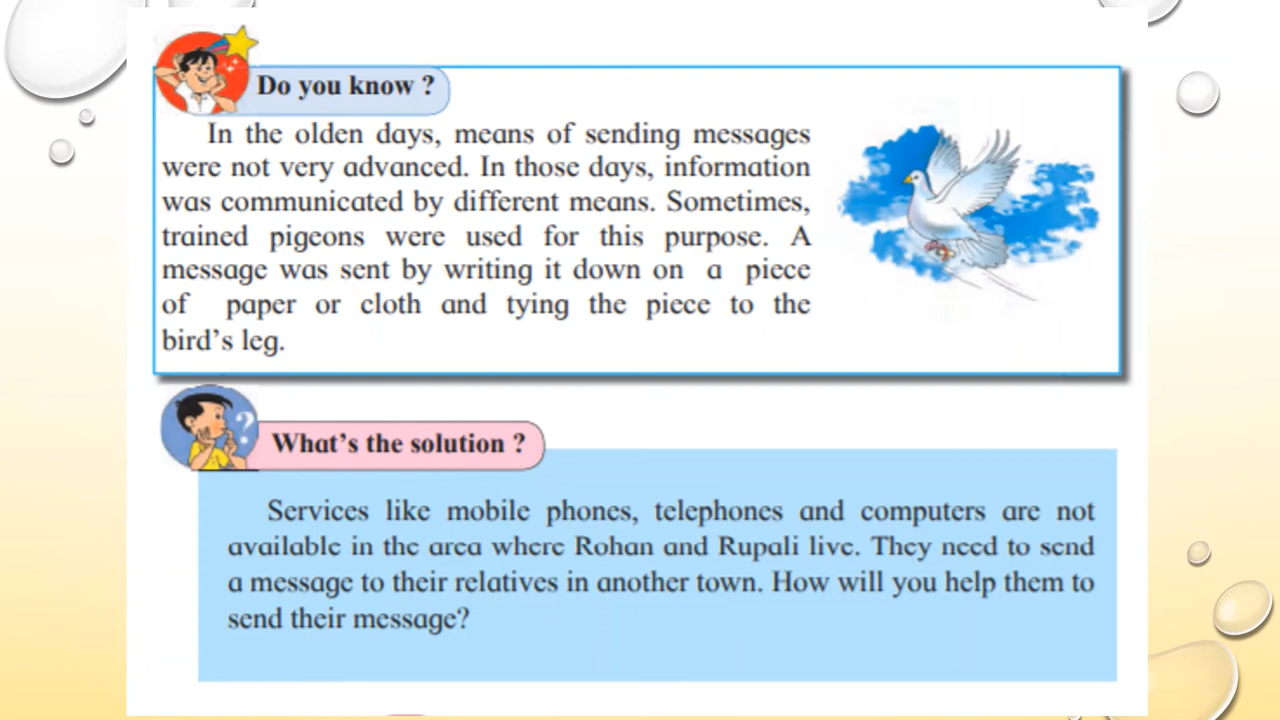 Do you know ?
In the olden days, means of sending messages
were not very advanced. In those days, information
was communicated by different means. Sometimes,
trained pigeons were used for this purpose. A
message was sent by writing it down on a piece
of paper or cloth and tying the piece to the
bird's leg.
?
What's the solution ?
Services like mobile phones, telephones and computers are not
available in the area where Rohan and Rupali live. They need to send
a message to their relatives in another town. How will you help them to
send their message?